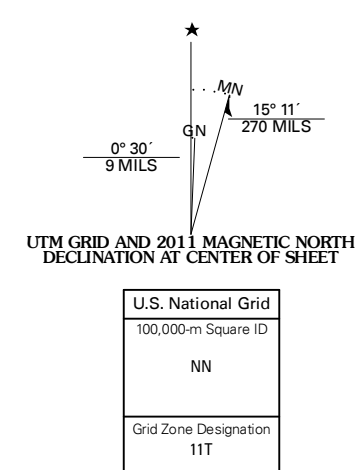 MN
15° 11´
270 MILS
GN
0° 30´
9 MILS
UTM GRID AND 2011 MAGNETIC NORTH
DECLINATION AT CENTER OF SHEET
U.S. National Grid
100,000-m Square ID
NN
Grid Zone Designation
11T